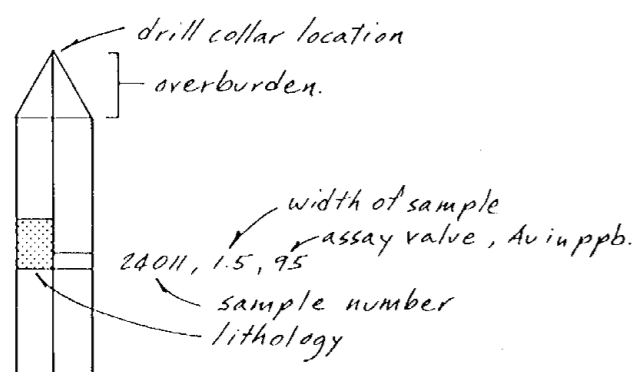 drill collar location
overburden.
width of sample
assay value, Au in ppb.
24011, 1.5, 95
sample number
lithology